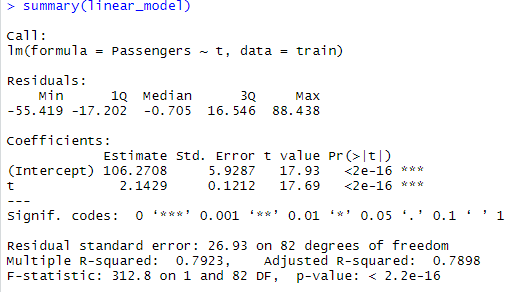 > summary(linear_model)
Call:
lm(formula = Passengers ~ t, data = train)
Residuals:
    Min      1Q  Median      3Q     Max
-55.419 -17.202  -0.705  16.546  88.438
Coefficients:
            Estimate Std. Error t value Pr(>|t|)
(Intercept) 106.2708     5.9287   17.93   <2e-16 ***
t             2.1429     0.1212   17.69   <2e-16 ***
---
Signif. codes:  0 ‘***’ 0.001 ‘**’ 0.01 ‘*’ 0.05 ‘.’ 0.1 ‘ ’ 1
Residual standard error: 26.93 on 82 degrees of freedom
Multiple R-squared:  0.7923,    Adjusted R-squared:  0.7898
F-statistic: 312.8 on 1 and 82 DF,  p-value: < 2.2e-16